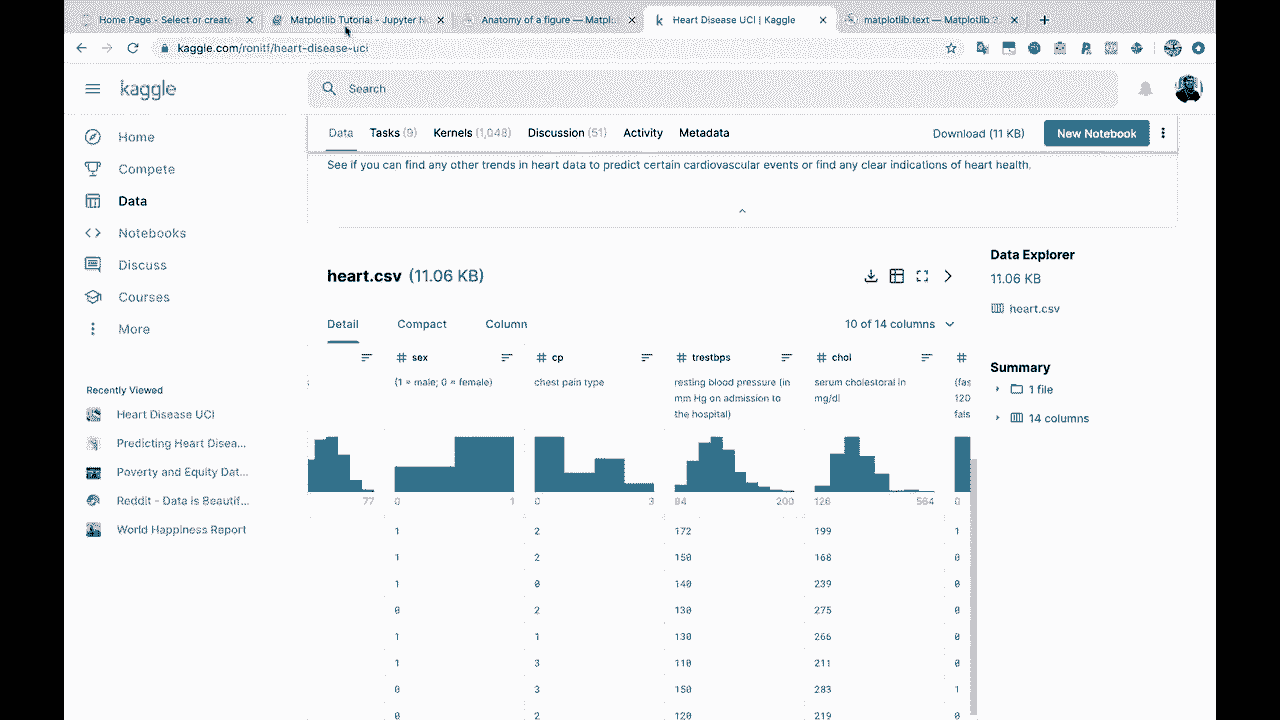 Home Page - Select or create
Matplotlib Tutorial - Jupyter N
Anatomy of a figure — Matplo
Heart Disease UCI | Kaggle
matplotlib.text — Matplotlib
kaggle.com/ronitf/heart-disease-uci
kaggle
Search
Home
Compete
Data
Notebooks
Discuss
Courses
More
Recently Viewed
Heart Disease UCI
Predicting Heart Disea...
Poverty and Equity Dat...
Reddit - Data is Beautif...
World Happiness Report
Data Tasks (9) Kernels (1,048) Discussion (51) Activity Metadata Download (11 KB) New Notebook
See if you can find any other trends in heart data to predict certain cardiovascular events or find any clear indications of heart health.
heart.csv (11.06 KB)
Detail Compact Column 10 of 14 columns
# sex # cp # trestbps # chol #
(1 = male; 0 = female) chest pain type resting blood pressure (in serum cholestoral in (fas
mm Hg on admission to mg/dl 120
the hospital) fals
77 0 1 0 3 84 200 126 564 0
1 2 172 199 1
1 2 150 168 0
1 0 140 239 0
0 2 130 275 0
1 1 130 266 0
1 3 110 211 0
0 3 150 283 1
0 2 120 219 0
Data Explorer
11.06 KB
heart.csv
Summary
1 file
14 columns